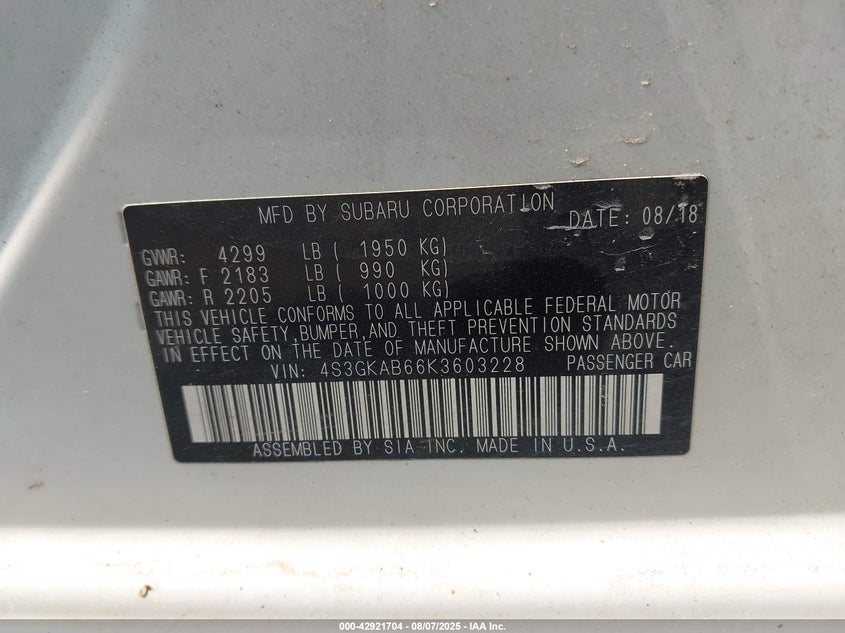 MFD BY SUBARU CORPORATION DATE: 08/18
GVWR: 4299 LB ( 1950 KG)
GAWR: F 2183 LB ( 990 KG)
GAWR: R 2205 LB ( 1000 KG)
THIS VEHICLE CONFORMS TO ALL APPLICABLE FEDERAL MOTOR
VEHICLE SAFETY,BUMPER,AND THEFT PREVENTION STANDARDS
IN EFFECT ON THE DATE OF MANUFACTURE SHOWN ABOVE.
VIN: 4S3GKAB66K3603228 PASSENGER CAR
ASSEMBLED BY SIA INC. MADE IN U.S.A.
000-42921704 - 08/07/2025 - IAA Inc.